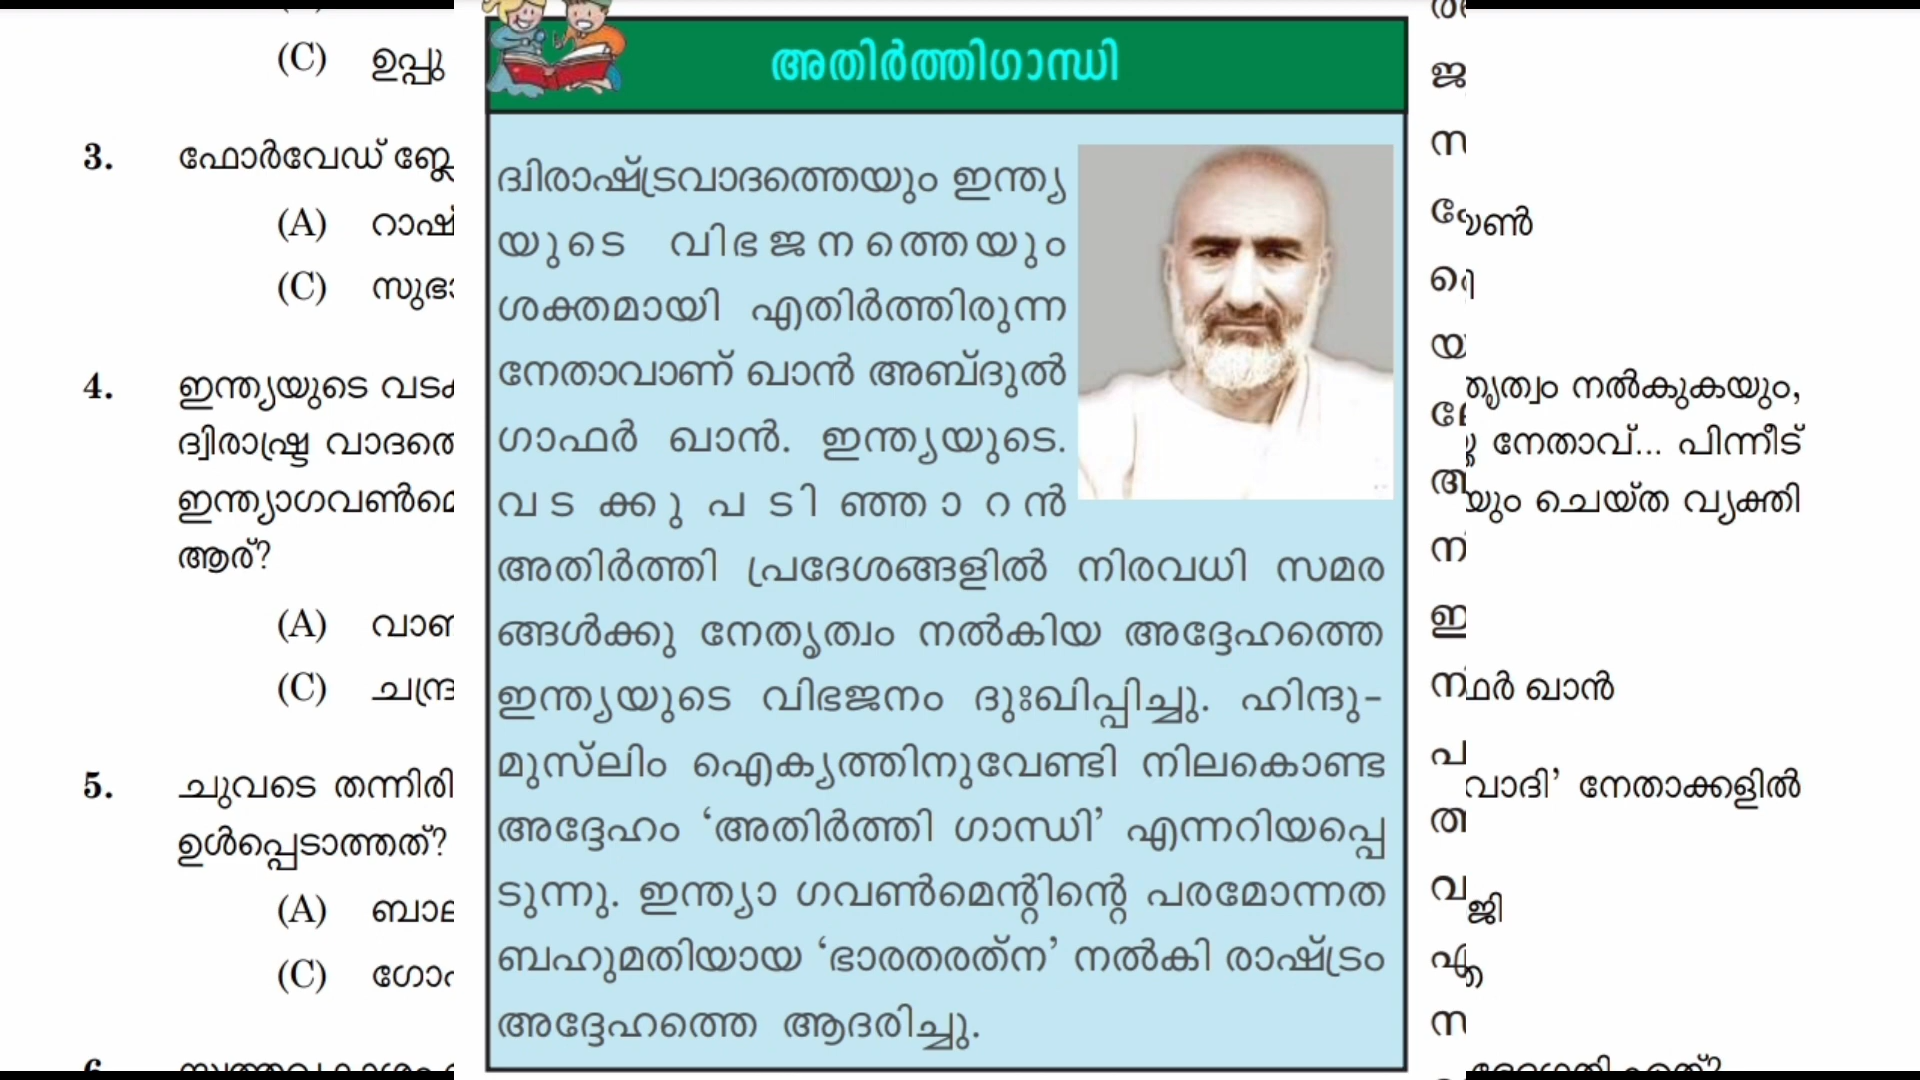 (C) ഉപ്പു
3. ഫോർവേഡ് ബ്ലേ
(A) റാഷ്
(C) സുഭാ
4. ഇന്ത്യയുടെ വടക
ദ്വിരാഷ്ട്ര വാദത്തെ
ഇന്ത്യാഗവൺമെ
ആര്?
(A) വാണ
(C) ചന്ദ്ര
5. ചുവടെ തന്നിരി
ഉൾപ്പെടാത്തത്?
(A) ബാല
(C) ഗോപ
അതിർത്തിഗാന്ധി
ദ്വിരാഷ്ട്രവാദത്തെയും ഇന്ത്യ
യുടെ വിഭജനത്തെയും
ശക്തമായി എതിർത്തിരുന്ന
നേതാവാണ് ഖാൻ അബ്ദുൽ
ഗാഫർ ഖാൻ. ഇന്ത്യയുടെ.
വടക്കുപടിഞ്ഞാറൻ
അതിർത്തി പ്രദേശങ്ങളിൽ നിരവധി സമര
ങ്ങൾക്കു നേതൃത്വം നൽകിയ അദ്ദേഹത്തെ
ഇന്ത്യയുടെ വിഭജനം ദുഃഖിപ്പിച്ചു. ഹിന്ദു-
മുസ്‌ലിം ഐക്യത്തിനുവേണ്ടി നിലകൊണ്ട
അദ്ദേഹം ‘അതിർത്തി ഗാന്ധി’ എന്നറിയപ്പെ
ടുന്നു. ഇന്ത്യാ ഗവൺമെന്റിന്റെ പരമോന്നത
ബഹുമതിയായ ‘ഭാരതരത്ന’ നൽകി രാഷ്ട്രം
അദ്ദേഹത്തെ ആദരിച്ചു.
തൃത്വം നൽകുകയും,
നേതാവ്... പിന്നീട്
യും ചെയ്ത വ്യക്തി
ഫർ ഖാൻ
വാദി’ നേതാക്കളിൽ
ജി